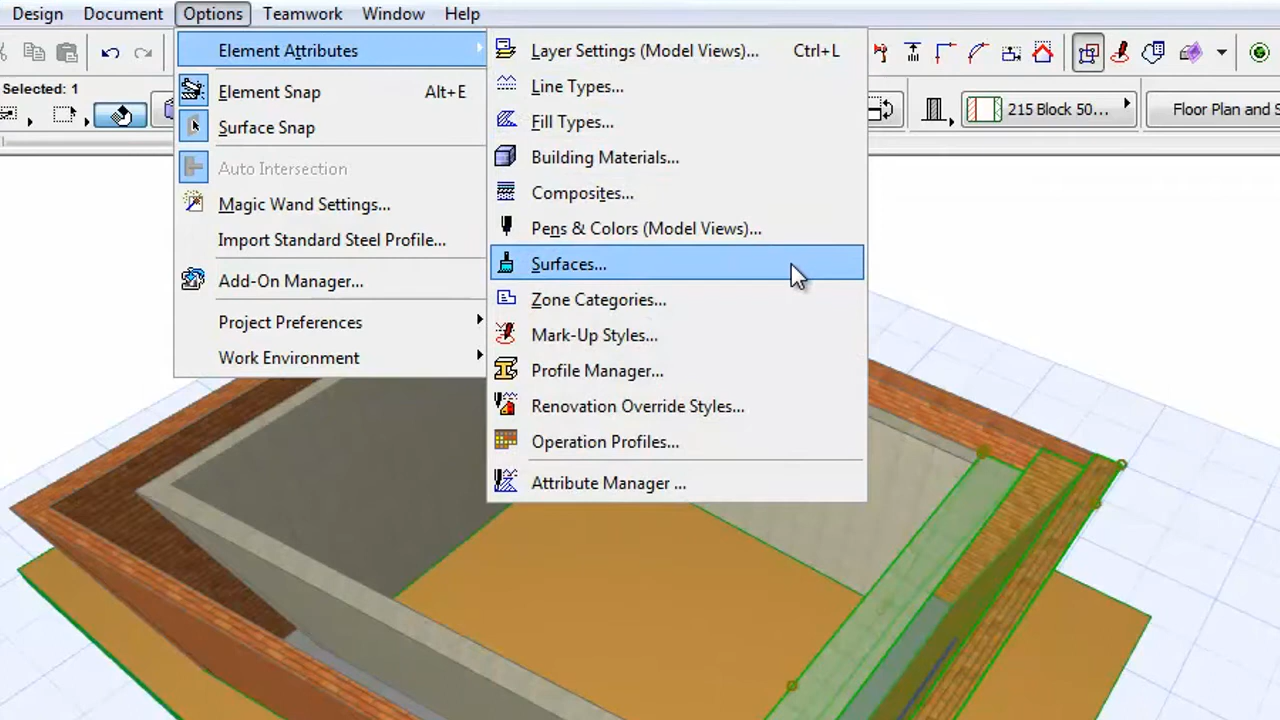 Design Document Options Teamwork Window Help
Element Attributes
Element Snap Alt+E
Surface Snap
Auto Intersection
Magic Wand Settings...
Import Standard Steel Profile...
Add-On Manager...
Project Preferences
Work Environment
Layer Settings (Model Views)... Ctrl+L
Line Types...
Fill Types...
Building Materials...
Composites...
Pens & Colors (Model Views)...
Surfaces...
Zone Categories...
Mark-Up Styles...
Profile Manager...
Renovation Override Styles...
Operation Profiles...
Attribute Manager ...
Selected: 1
215 Block 50...
Floor Plan and S